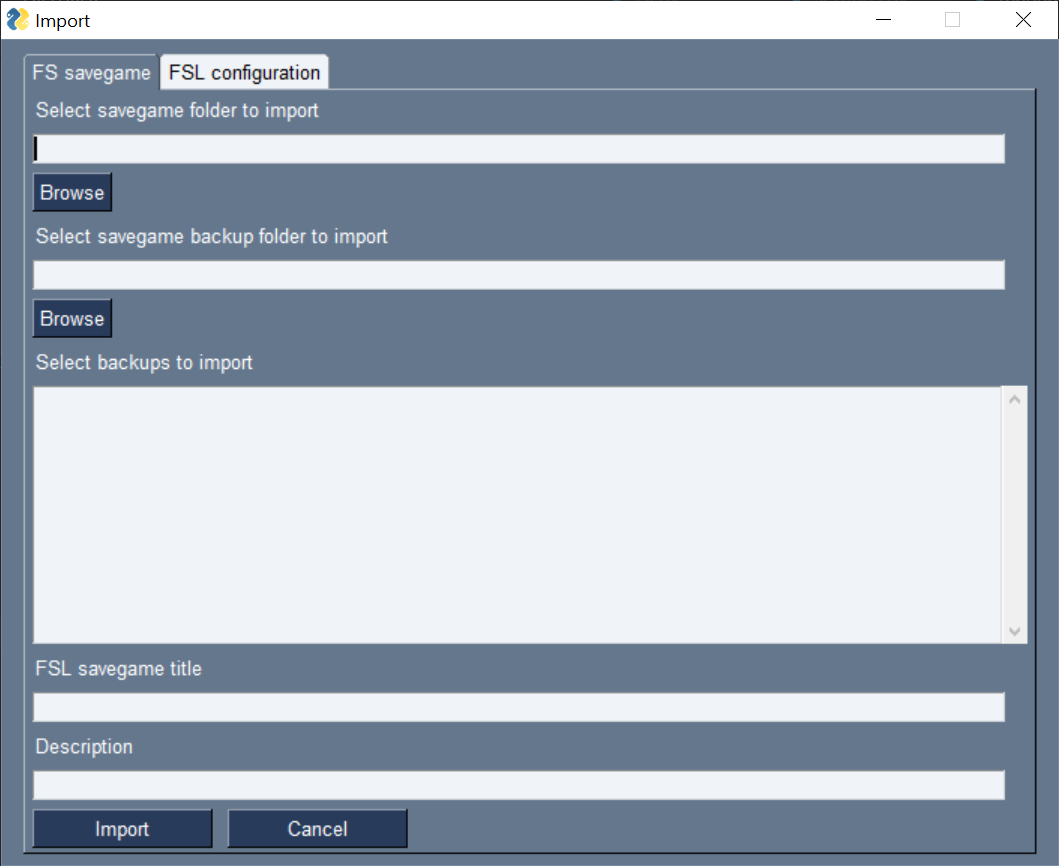 Import
FS savegame FSL configuration
Select savegame folder to import
Browse
Select savegame backup folder to import
Browse
Select backups to import
FSL savegame title
Description
Import Cancel